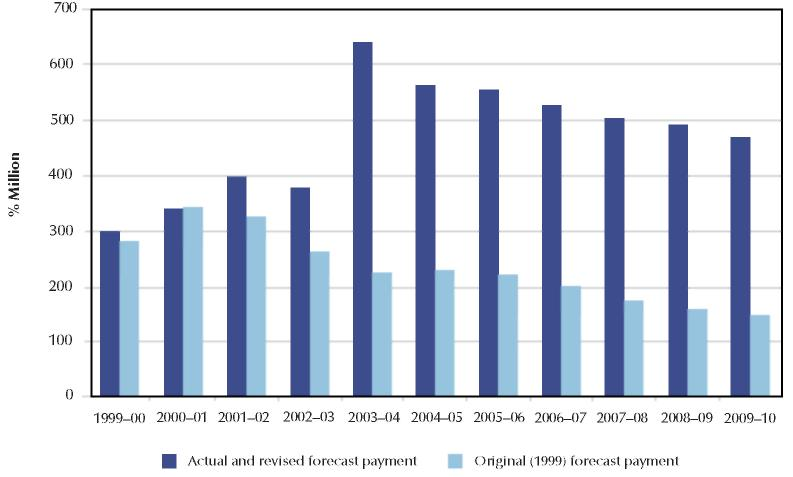 700
600
500
400
300
200
100
0
% Million
1999–00 2000–01 2001–02 2002–03 2003–04 2004–05 2005–06 2006–07 2007–08 2008–09 2009–10
Actual and revised forecast payment Original (1999) forecast payment